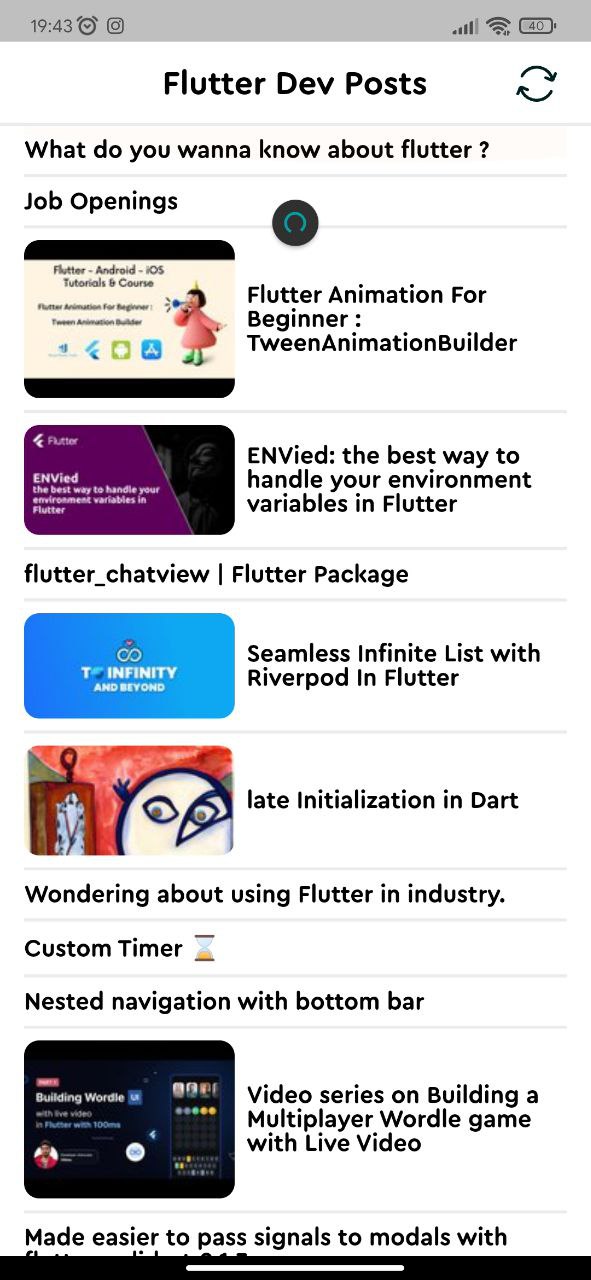 19:43
40
Flutter Dev Posts
What do you wanna know about flutter ?
Job Openings
Flutter - Android - iOS
Tutorials & Course
Flutter Animation For Beginner :
Tween Animation Builder
Flutter Animation For
Beginner :
TweenAnimationBuilder
Flutter
ENVied
the best way to handle your
environment variables in
Flutter
ENVied: the best way to
handle your environment
variables in Flutter
flutter_chatview | Flutter Package
INFINITY
AND BEYOND
Seamless Infinite List with
Riverpod In Flutter
late Initialization in Dart
Wondering about using Flutter in industry.
Custom Timer ⏳
Nested navigation with bottom bar
PART 1
Building Wordle UI
with live video
in Flutter with 100ms
Video series on Building a
Multiplayer Wordle game
with Live Video
Made easier to pass signals to modals with